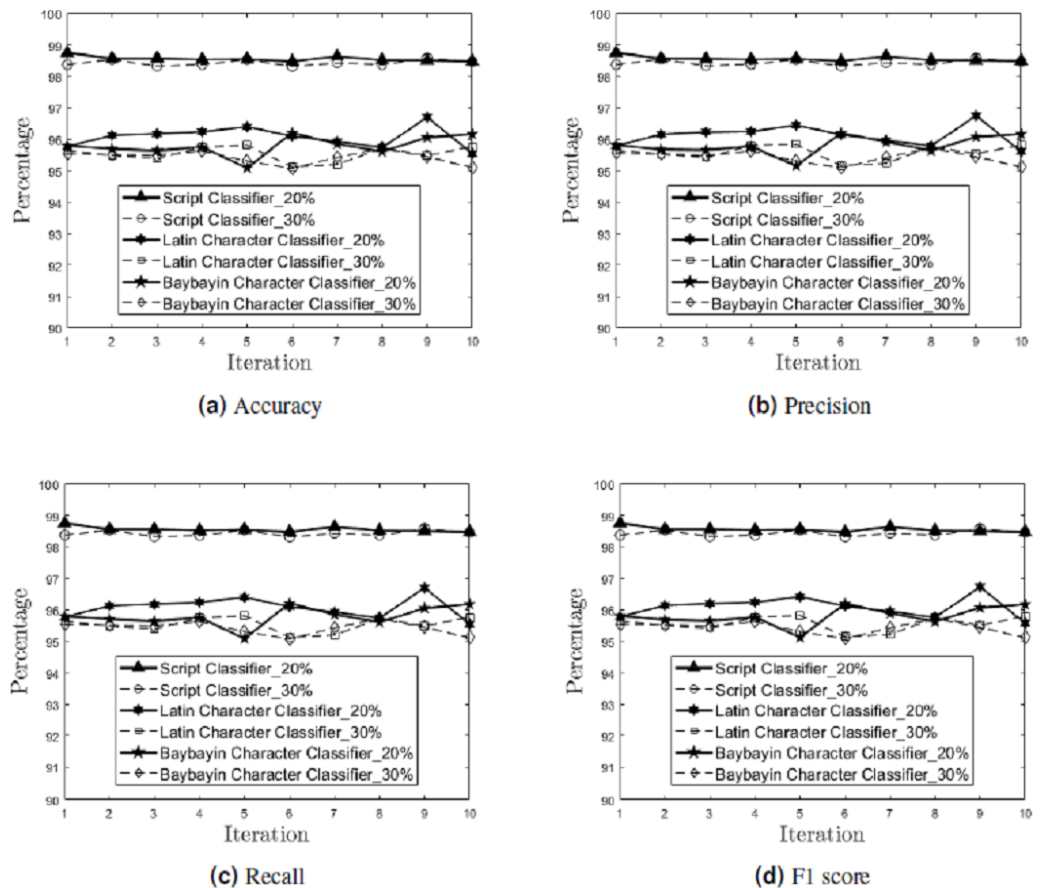 100
99
98
97
96
95
94
93
92
91
90
Percentage
Script Classifier_20%
Script Classifier_30%
Latin Character Classifier_20%
Latin Character Classifier_30%
Baybayin Character Classifier_20%
Baybayin Character Classifier_30%
1 2 3 4 5 6 7 8 9 10
Iteration
(a) Accuracy
100
99
98
97
96
95
94
93
92
91
90
Percentage
Script Classifier_20%
Script Classifier_30%
Latin Character Classifier_20%
Latin Character Classifier_30%
Baybayin Character Classifier_20%
Baybayin Character Classifier_30%
1 2 3 4 5 6 7 8 9 10
Iteration
(b) Precision
100
99
98
97
96
95
94
93
92
91
90
Percentage
Script Classifier_20%
Script Classifier_30%
Latin Character Classifier_20%
Latin Character Classifier_30%
Baybayin Character Classifier_20%
Baybayin Character Classifier_30%
1 2 3 4 5 6 7 8 9 10
Iteration
(c) Recall
100
99
98
97
96
95
94
93
92
91
90
Percentage
Script Classifier_20%
Script Classifier_30%
Latin Character Classifier_20%
Latin Character Classifier_30%
Baybayin Character Classifier_20%
Baybayin Character Classifier_30%
1 2 3 4 5 6 7 8 9 10
Iteration
(d) F1 score